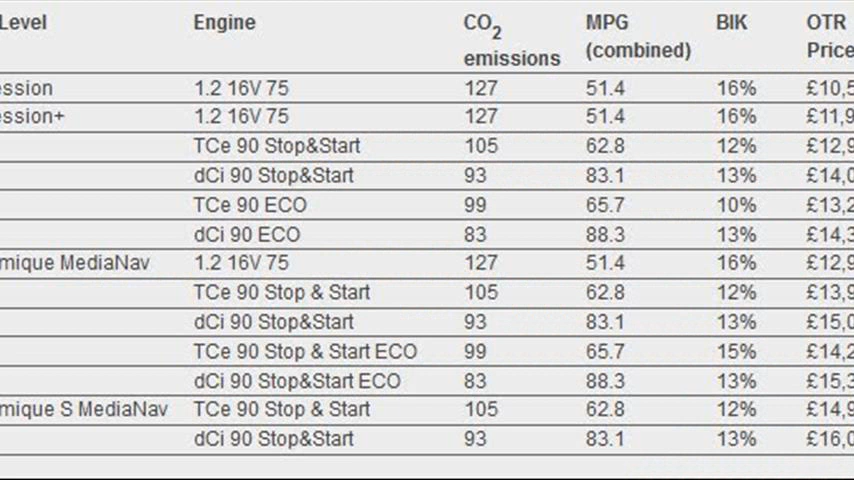 Level Engine CO2 emissions MPG (combined) BIK OTR Price
ession 1.2 16V 75 127 51.4 16% £10,5
ession+ 1.2 16V 75 127 51.4 16% £11,9
TCe 90 Stop&Start 105 62.8 12% £12,9
dCi 90 Stop&Start 93 83.1 13% £14,0
TCe 90 ECO 99 65.7 10% £13,2
dCi 90 ECO 83 88.3 13% £14,3
mique MediaNav 1.2 16V 75 127 51.4 16% £12,9
TCe 90 Stop & Start 105 62.8 12% £13,9
dCi 90 Stop&Start 93 83.1 13% £15,0
TCe 90 Stop & Start ECO 99 65.7 15% £14,2
dCi 90 Stop&Start ECO 83 88.3 13% £15,3
mique S MediaNav TCe 90 Stop & Start 105 62.8 12% £14,9
dCi 90 Stop&Start 93 83.1 13% £16,0